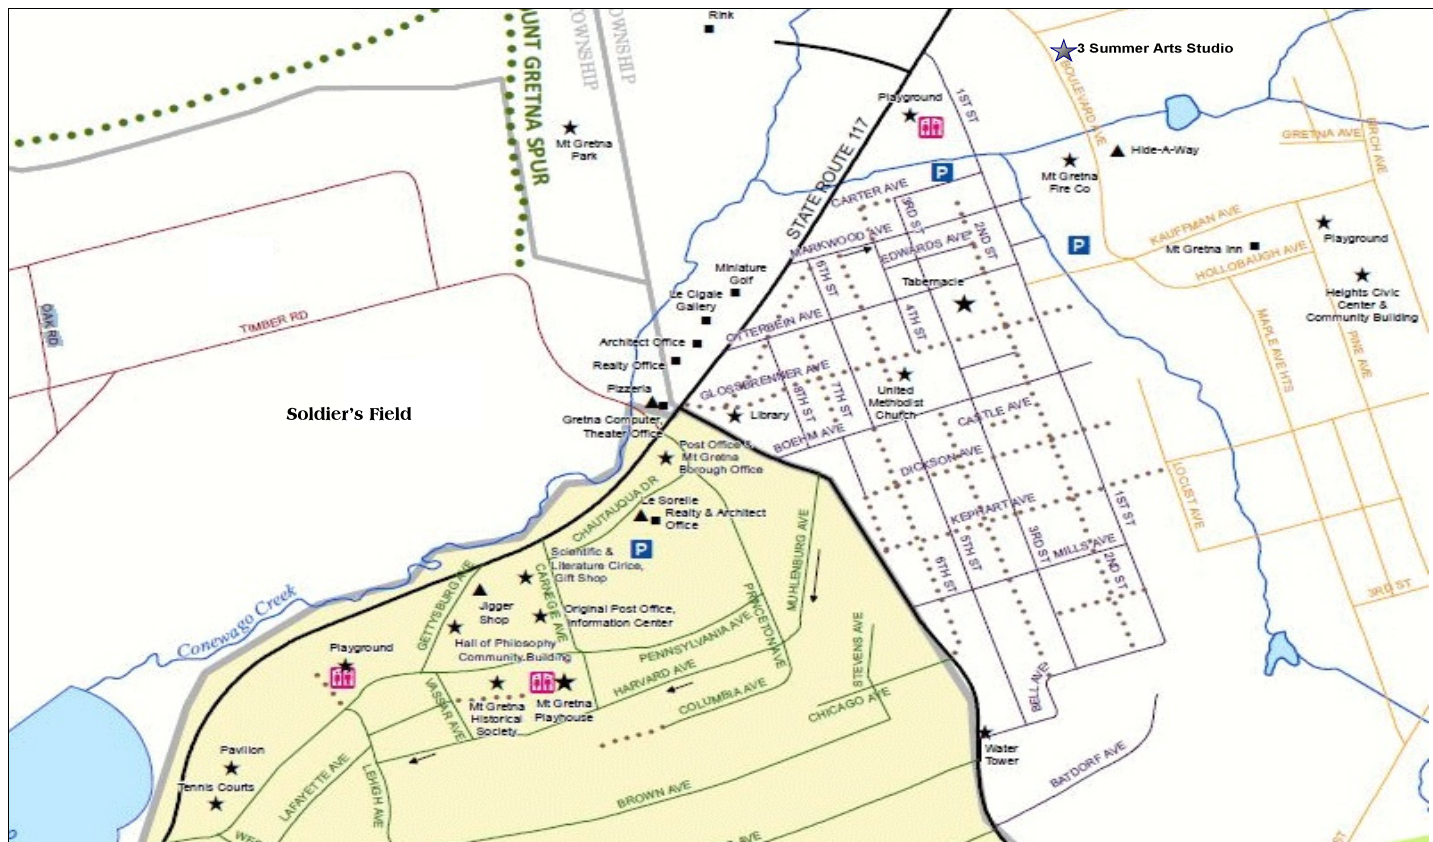 Rink
3 Summer Arts Studio
OUNT GRETNA SPUR
TOWNSHIP
OWNSHIP
BOULEVARD AVE
Playground
1ST ST
Mt Gretna
Park
STATE ROUTE 117
GRETNA AVE
BIRCH AVE
Hide-A-Way
Mt Gretna
Fire Co
P
CARTER AVE
3RD ST
2ND ST
MARKWOOD AVE
EDWARDS AVE
KAUFFMAN AVE
Mt Gretna Inn
HOLLOBAUGH AVE
Playground
P
Miniature
Golf
6TH ST
Tabernacle
Le Cigale
Gallery
Heights Civic
Center &
Community Building
OAK RD
TIMBER RD
OTTERBEIN AVE
4TH ST
MAPLE AVE HTS
PINE AVE
Architect Office
Realty Office
GLOSSBRENNER AVE
8TH ST
7TH ST
United
Methodist
Church
Pizzeria
Soldier's Field
Library
Gretna Computer,
Theater Office
BOEHM AVE
CASTLE AVE
Post Office &
Mt Gretna
Borough Office
DICKSON AVE
LOCUST AVE
CHAUTAUQUA DR
Le Sorelle
Realty & Architect
Office
KEPHART AVE
1ST ST
MUHLENBURG AVE
P
5TH ST
3RD ST
MILLS AVE
Scientific &
Literature Cirlce,
Gift Shop
CARNEGIE AVE
6TH ST
2ND ST
GETTYSBURG AVE
Conewago Creek
Jigger
Shop
Original Post Office,
Information Center
PRINCETON AVE
3RD ST
Hall of Philosophy
Community Building
PENNSYLVANIA AVE
STEVENS AVE
Playground
HARVARD AVE
COLUMBIA AVE
BELL AVE
VASSAR AVE
Mt Gretna
Historical
Society
Mt Gretna
Playhouse
CHICAGO AVE
Water
Tower
Pavilion
BATDORF AVE
Tennis Courts
LAFAYETTE AVE
LEHIGH AVE
BROWN AVE
WES
AVE
ST